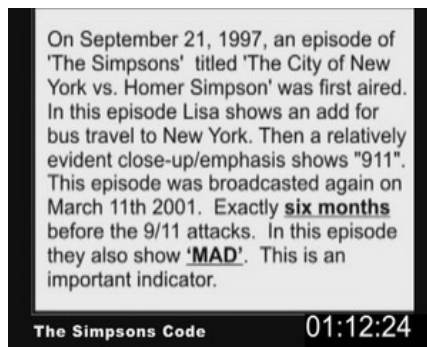 On September 21, 1997, an episode of
'The Simpsons'  titled 'The City of New
York vs. Homer Simpson' was first aired.
In this episode Lisa shows an add for
bus travel to New York. Then a relatively
evident close-up/emphasis shows "911".
This episode was broadcasted again on
March 11th 2001.  Exactly six months
before the 9/11 attacks.  In this episode
they also show 'MAD'.  This is an
important indicator.
The Simpsons Code
01:12:24